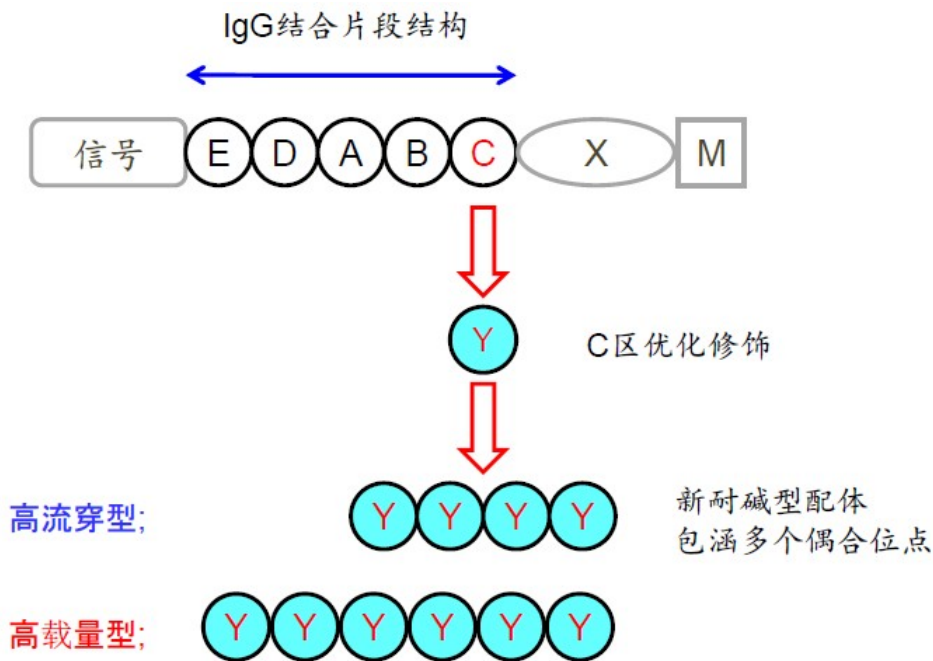 IgG结合片段结构
信号 E D A B C X M
Y
C区优化修饰
高流穿型; Y Y Y Y
新耐碱型配体
包涵多个偶合位点
高载量型; Y Y Y Y Y Y